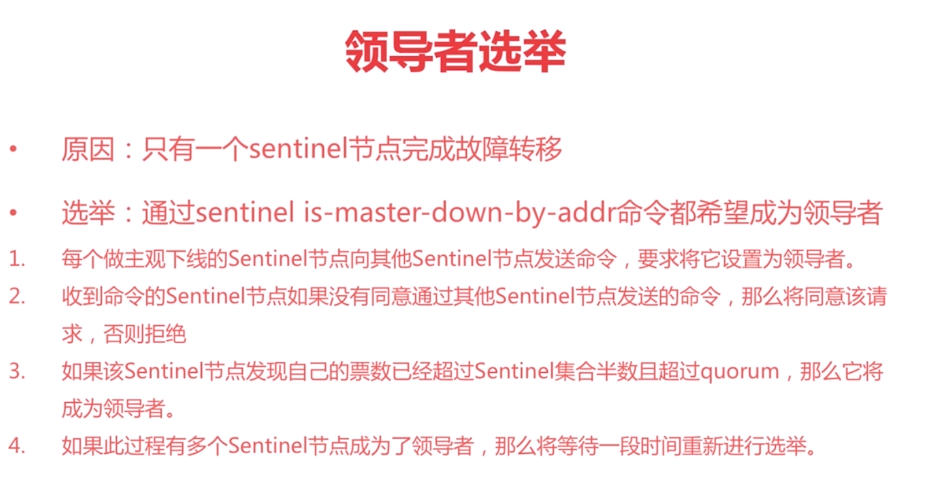 领导者选举
• 原因：只有一个sentinel节点完成故障转移
• 选举：通过sentinel is-master-down-by-addr命令都希望成为领导者
1. 每个做主观下线的Sentinel节点向其他Sentinel节点发送命令，要求将它设置为领导者。
2. 收到命令的Sentinel节点如果没有同意通过其他Sentinel节点发送的命令，那么将同意该请
求，否则拒绝
3. 如果该Sentinel节点发现自己的票数已经超过Sentinel集合半数且超过quorum，那么它将
成为领导者。
4. 如果此过程有多个Sentinel节点成为了领导者，那么将等待一段时间重新进行选举。